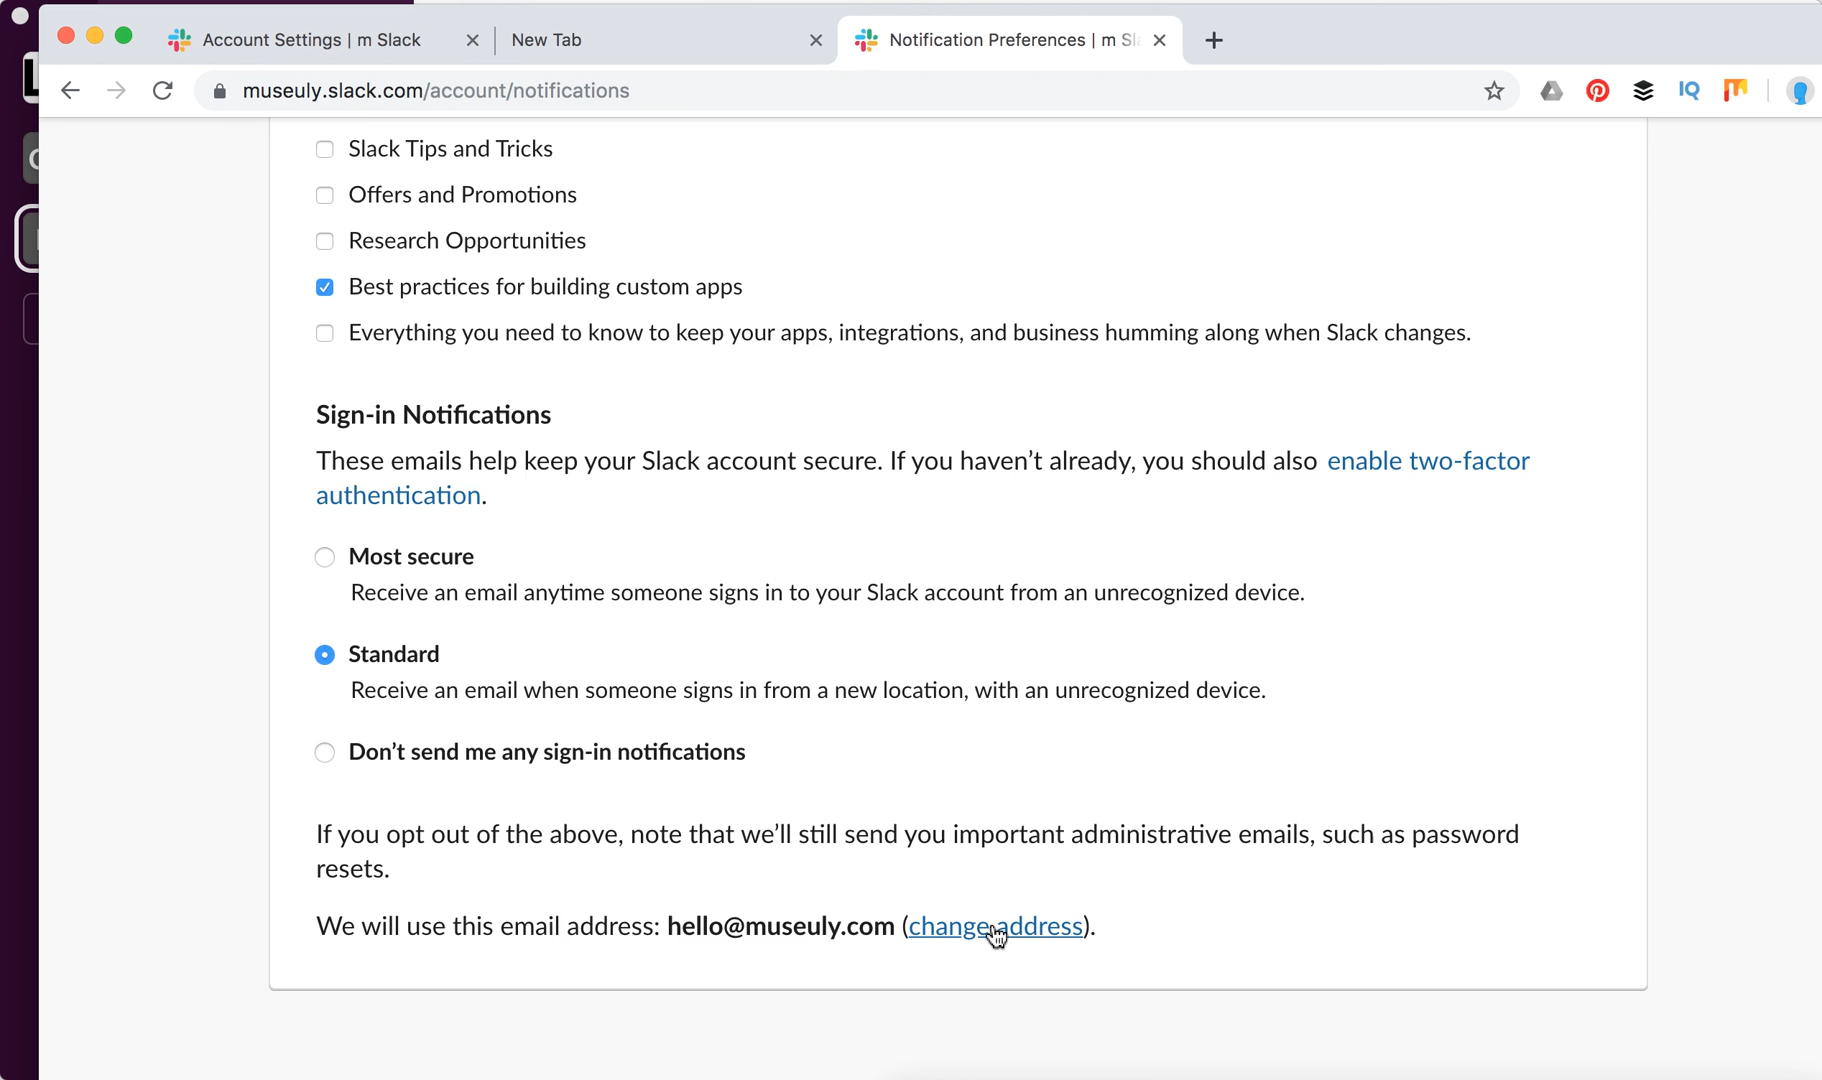 Account Settings | m Slack
New Tab
Notification Preferences | m
museuly.slack.com/account/notifications
IQ
Slack Tips and Tricks
Offers and Promotions
Research Opportunities
Best practices for building custom apps
Everything you need to know to keep your apps, integrations, and business humming along when Slack changes.
Sign-in Notifications
These emails help keep your Slack account secure. If you haven’t already, you should also enable two-factor
authentication.
Most secure
Receive an email anytime someone signs in to your Slack account from an unrecognized device.
Standard
Receive an email when someone signs in from a new location, with an unrecognized device.
Don’t send me any sign-in notifications
If you opt out of the above, note that we’ll still send you important administrative emails, such as password
resets.
We will use this email address: hello@museuly.com (change address).